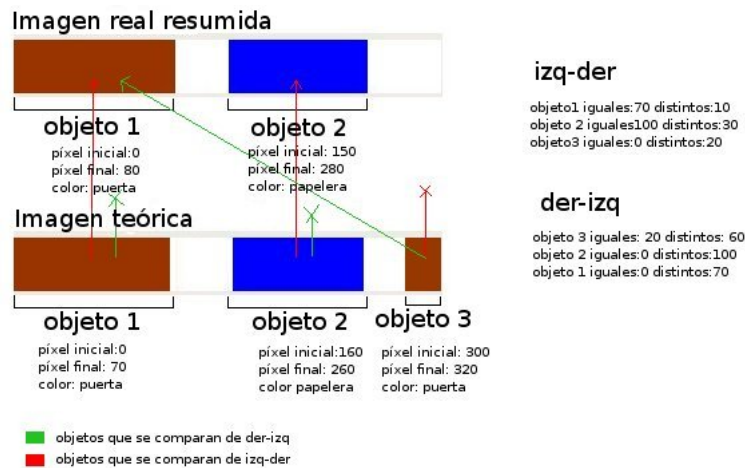 Imagen real resumida
objeto 1
píxel inicial:0
píxel final: 80
color: puerta
objeto 2
píxel inicial: 150
píxel final: 280
color: papelera
Imagen teórica
objeto 1
píxel inicial:0
píxel final: 70
color: puerta
objeto 2
píxel inicial:160
píxel final: 260
color papelera
objeto 3
píxel inicial: 300
píxel final: 320
color: puerta
objetos que se comparan de der-izq
objetos que se comparan de izq-der
izq-der
objeto1 iguales:70 distintos:10
objeto 2 iguales100 distintos:30
objeto3 iguales:0 distintos:20
der-izq
objeto 3 iguales: 20 distintos: 60
objeto 2 iguales:0 distintos:100
objeto 1 iguales:0 distintos:70